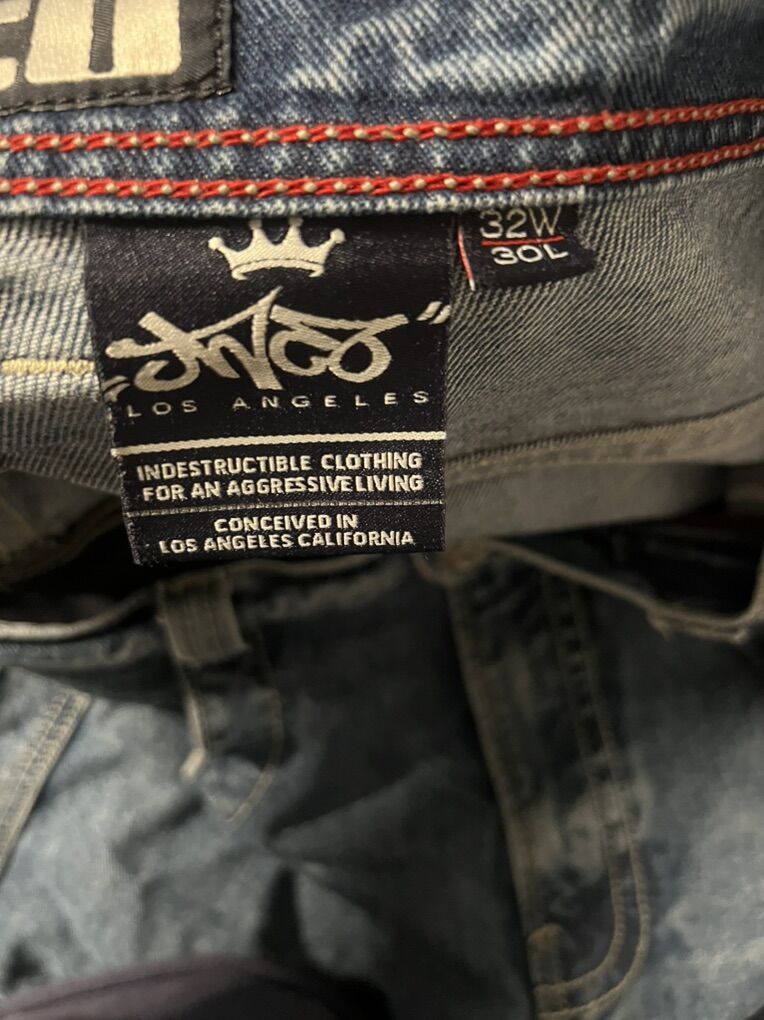 32W
30L
JNCO
LOS ANGELES
INDESTRUCTIBLE CLOTHING
FOR AN AGGRESSIVE LIVING
CONCEIVED IN
LOS ANGELES CALIFORNIA